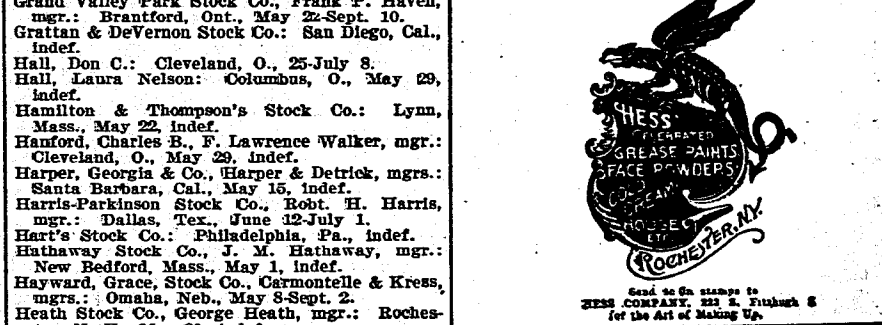 Grand Valley Park Stock Co., Frank P. Haven,
mgr.: Brantford, Ont., May 22-Sept. 10.
Grattan & DeVernon Stock Co.: San Diego, Cal.,
indef.
Hall, Don C.: Cleveland, O., 25-July 8.
Hall, Laura Nelson: Columbus, O., May 29,
indef.
Hamilton & Thompson's Stock Co.: Lynn,
Mass., May 22, indef.
Hanford, Charles B., F. Lawrence Walker, mgr.:
Cleveland, O., May 29, indef.
Harper, Georgia & Co., Harper & Detrick, mgrs.:
Santa Barbara, Cal., May 15, indef.
Harris-Parkinson Stock Co., Robt. H. Harris,
mgr.: Dallas, Tex., June 12-July 1.
Hart's Stock Co.: Philadelphia, Pa., indef.
Hathaway Stock Co., J. M. Hathaway, mgr.:
New Bedford, Mass., May 1, indef.
Hayward, Grace, Stock Co., Carmontelle & Kress,
mgrs.: Omaha, Neb., May 8-Sept. 2.
Heath Stock Co., George Heath, mgr.: Roches-
HESS
CELEBRATED
GREASE PAINTS
FACE POWDERS
COLD
CREAM
ROUGE
ETC
ROCHESTER, N.Y.
Send in stamps to
HESS COMPANY, S. Fitzhugh S
for the Art of Making Up.